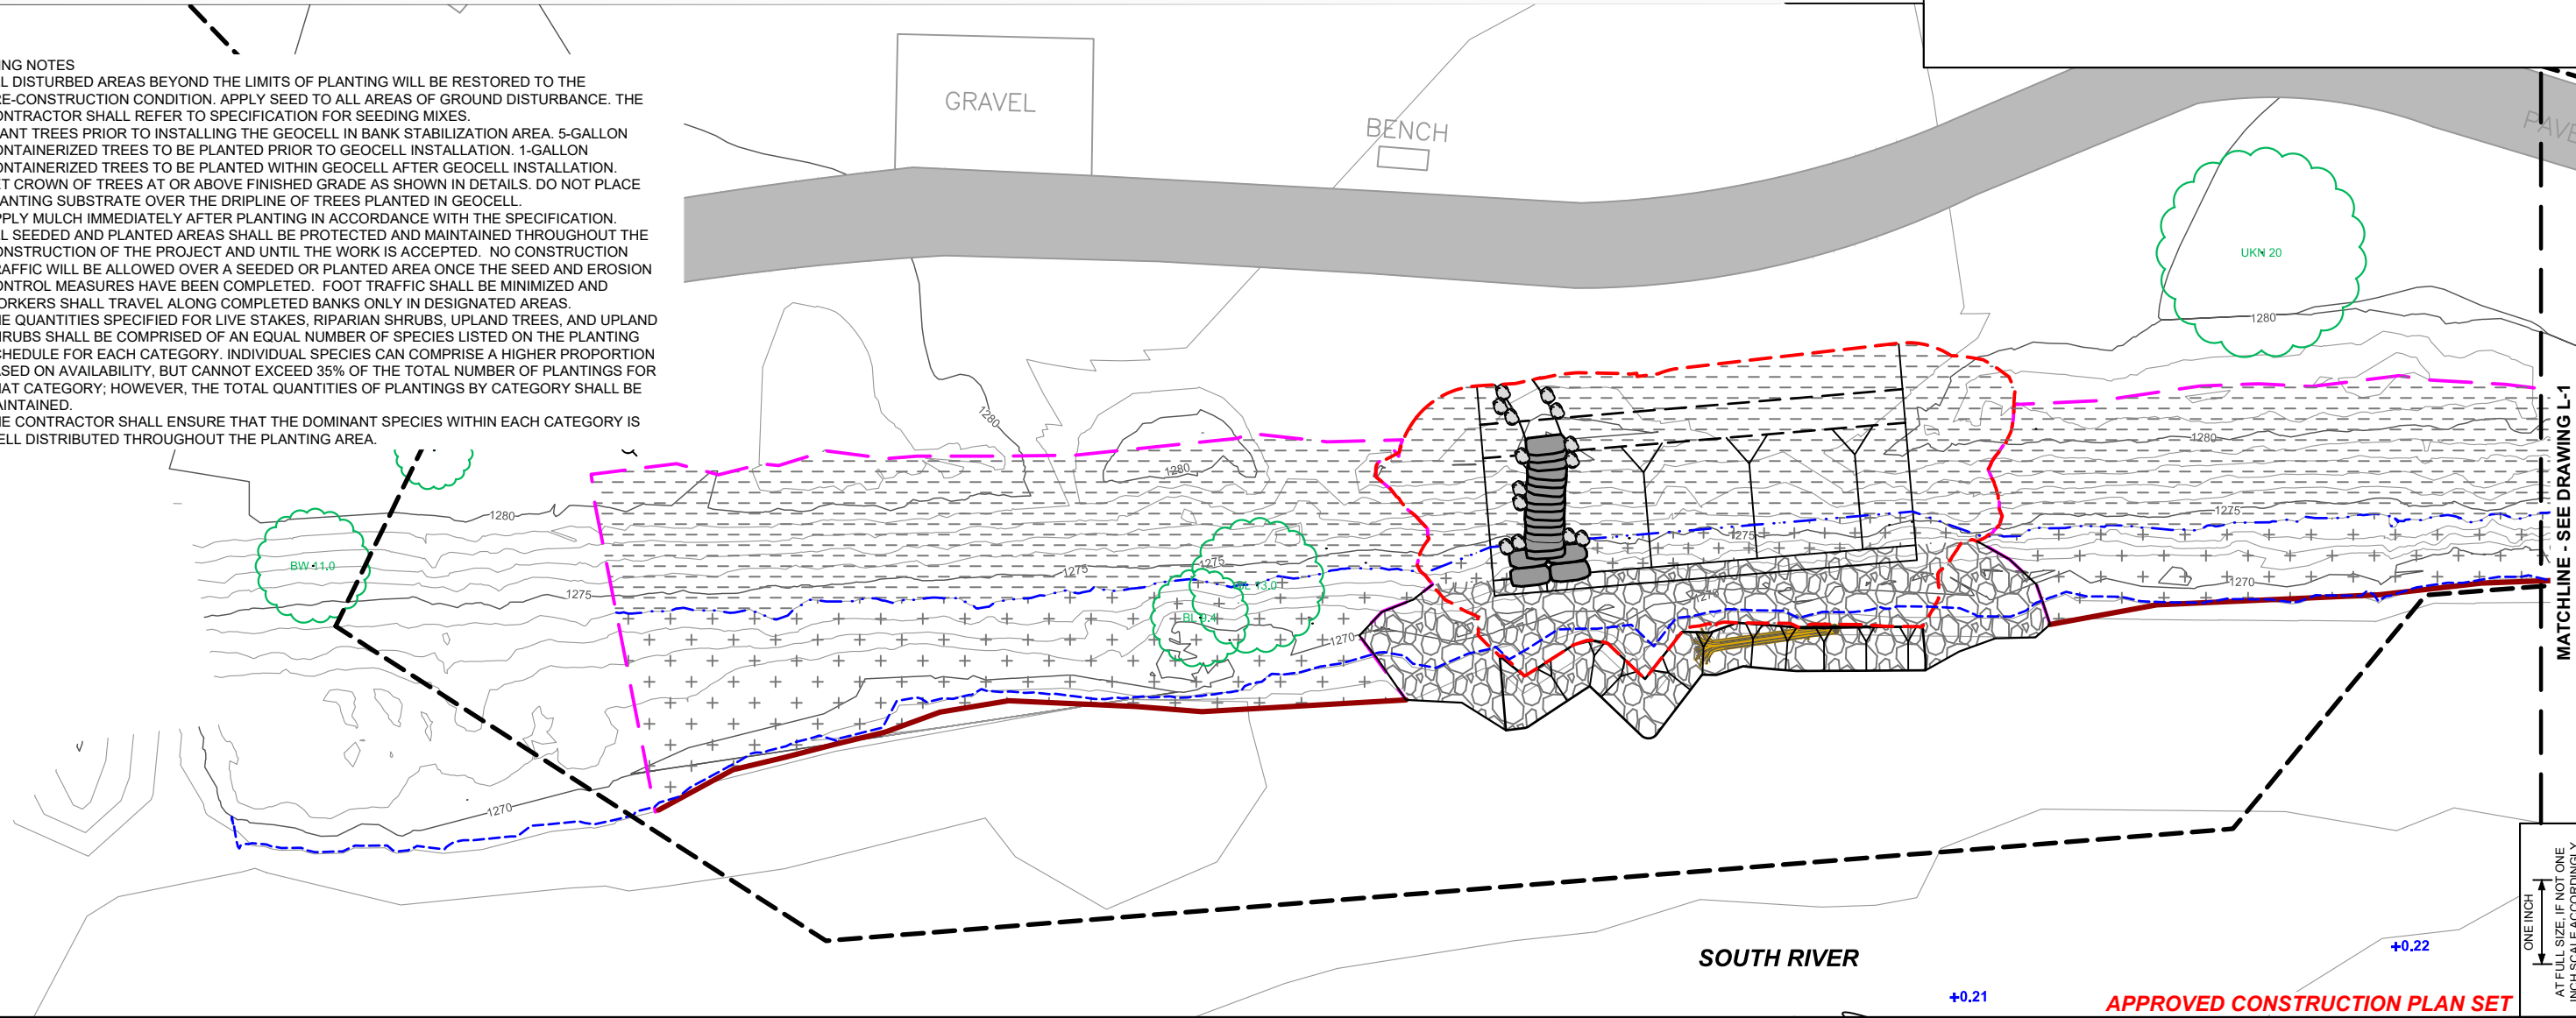 ING NOTES
L DISTURBED AREAS BEYOND THE LIMITS OF PLANTING WILL BE RESTORED TO THE
RE-CONSTRUCTION CONDITION. APPLY SEED TO ALL AREAS OF GROUND DISTURBANCE. THE
ONTRACTOR SHALL REFER TO SPECIFICATION FOR SEEDING MIXES.
ANT TREES PRIOR TO INSTALLING THE GEOCELL IN BANK STABILIZATION AREA. 5-GALLON
ONTAINERIZED TREES TO BE PLANTED PRIOR TO GEOCELL INSTALLATION. 1-GALLON
ONTAINERIZED TREES TO BE PLANTED WITHIN GEOCELL AFTER GEOCELL INSTALLATION.
ET CROWN OF TREES AT OR ABOVE FINISHED GRADE AS SHOWN IN DETAILS. DO NOT PLACE
ANTING SUBSTRATE OVER THE DRIPLINE OF TREES PLANTED IN GEOCELL.
PPLY MULCH IMMEDIATELY AFTER PLANTING IN ACCORDANCE WITH THE SPECIFICATION.
L SEEDED AND PLANTED AREAS SHALL BE PROTECTED AND MAINTAINED THROUGHOUT THE
ONSTRUCTION OF THE PROJECT AND UNTIL THE WORK IS ACCEPTED. NO CONSTRUCTION
RAFFIC WILL BE ALLOWED OVER A SEEDED OR PLANTED AREA ONCE THE SEED AND EROSION
ONTROL MEASURES HAVE BEEN COMPLETED. FOOT TRAFFIC SHALL BE MINIMIZED AND
ORKERS SHALL TRAVEL ALONG COMPLETED BANKS ONLY IN DESIGNATED AREAS.
HE QUANTITIES SPECIFIED FOR LIVE STAKES, RIPARIAN SHRUBS, UPLAND TREES, AND UPLAND
HRUBS SHALL BE COMPRISED OF AN EQUAL NUMBER OF SPECIES LISTED ON THE PLANTING
CHEDULE FOR EACH CATEGORY. INDIVIDUAL SPECIES CAN COMPRISE A HIGHER PROPORTION
ASED ON AVAILABILITY, BUT CANNOT EXCEED 35% OF THE TOTAL NUMBER OF PLANTINGS FOR
HAT CATEGORY; HOWEVER, THE TOTAL QUANTITIES OF PLANTINGS BY CATEGORY SHALL BE
AINTAINED.
HE CONTRACTOR SHALL ENSURE THAT THE DOMINANT SPECIES WITHIN EACH CATEGORY IS
ELL DISTRIBUTED THROUGHOUT THE PLANTING AREA.
GRAVEL
BENCH
PAVE
UKN 20
1280
1280
1280
1280
1280
1275
1275
1275
1275
1275
1270
1270
1270
BW 11.0
13.0
BL 9.4
MATCHLINE - SEE DRAWING L-1
SOUTH RIVER
+0.22
+0.21
APPROVED CONSTRUCTION PLAN SET
ONE INCH
AT FULL SIZE, IF NOT ONE
INCH SCALE ACCORDINGLY